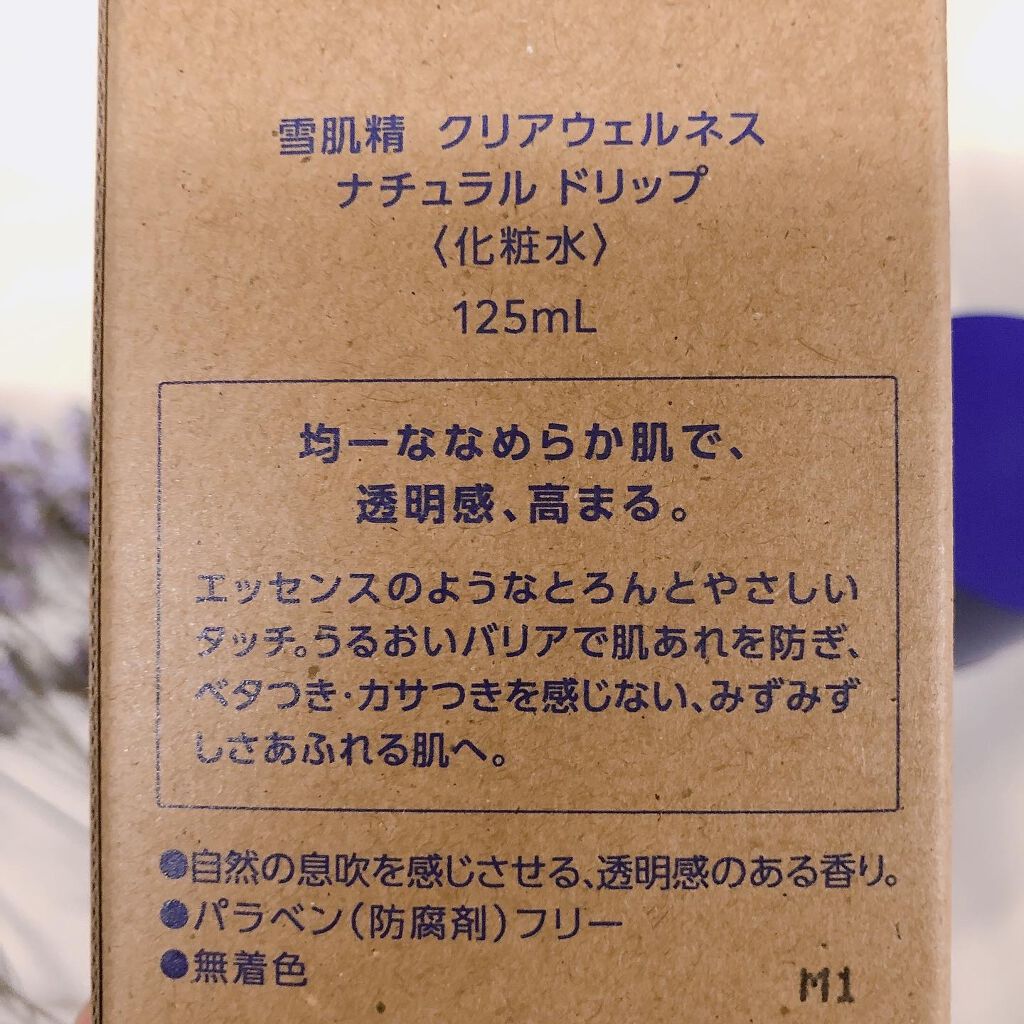 雪肌精 クリアウェルネス
ナチュラル ドリップ
〈化粧水〉
125mL
均一ななめらか肌で、
透明感、高まる。
エッセンスのようなとろんとやさしい
タッチ。うるおいバリアで肌あれを防ぎ、
ベタつき・カサつきを感じない、みずみず
しさあふれる肌へ。
●自然の息吹を感じさせる、透明感のある香り。
●パラベン(防腐剤)フリー
●無着色
M1